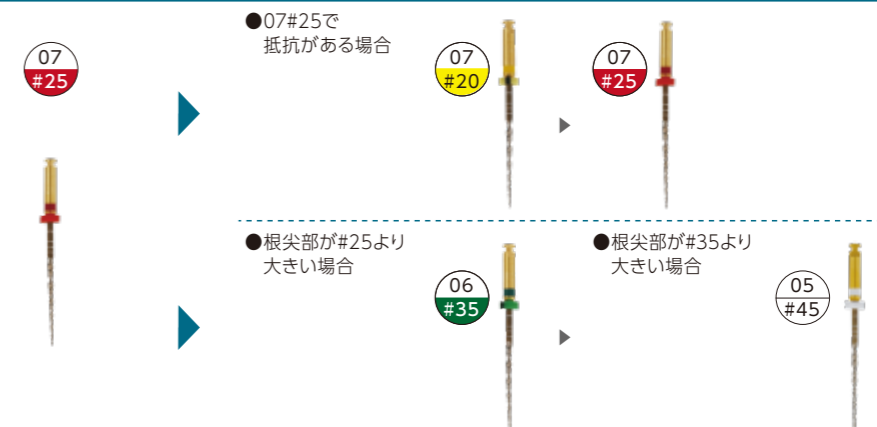 07
#25
●07#25で
抵抗がある場合
07
#20
07
#25
●根尖部が#25より
大きい場合
06
#35
●根尖部が#35より
大きい場合
05
#45